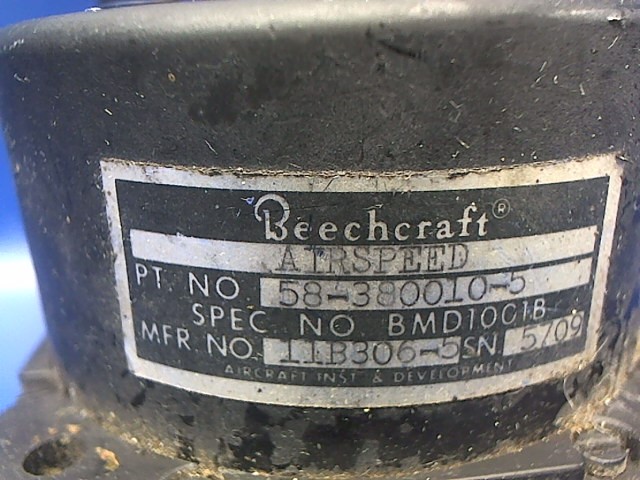 Beechcraft®
AIRSPEED
PT. NO 58-380010-5
SPEC. NO. BMD1001B
MFR. NO. 11B306-5 SN 5709
AIRCRAFT INST. & DEVELOPMENT